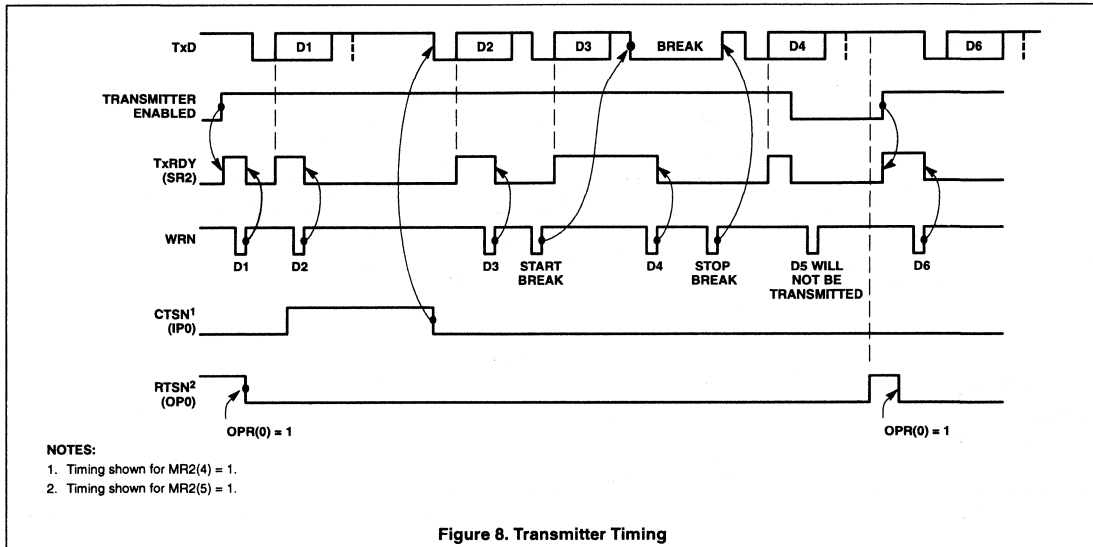 TxD
D1
D2
D3
BREAK
D4
D6
TRANSMITTER
ENABLED
TxRDY
(SR2)
WRN
D1
D2
D3
START
BREAK
D4
STOP
BREAK
D5 WILL
NOT BE
TRANSMITTED
D6
CTSN1
(IP0)
RTSN2
(OP0)
OPR(0) = 1
OPR(0) = 1
NOTES:
1. Timing shown for MR2(4) = 1.
2. Timing shown for MR2(5) = 1.
Figure 8. Transmitter Timing